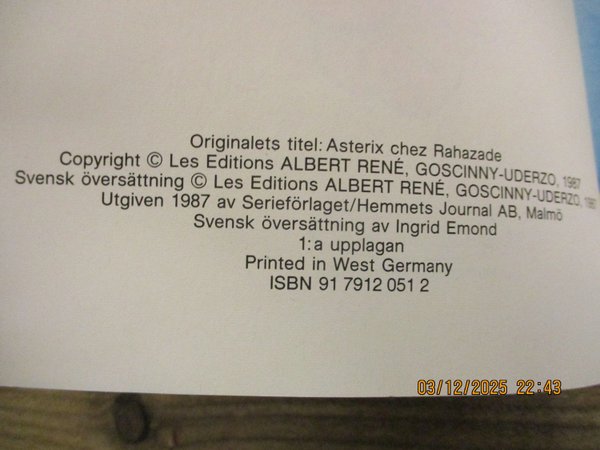 Originalets titel: Asterix chez Rahazade
Copyright © Les Editions ALBERT RENÉ, GOSCINNY-UDERZO, 1987
Svensk översättning © Les Editions ALBERT RENÉ, GOSCINNY-UDERZO, 1987
Utgiven 1987 av Serieförlaget/Hemmets Journal AB, Malmö
Svensk översättning av Ingrid Emond
1:a upplagan
Printed in West Germany
ISBN 91 7912 051 2
03/12/2025 22:43